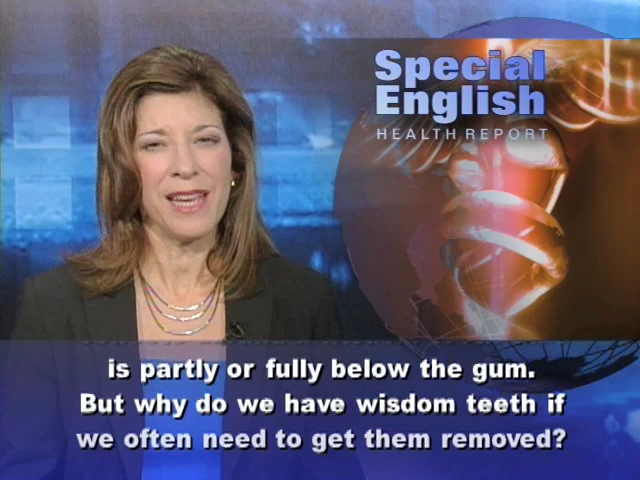 Special
English
HEALTH REPORT
is partly or fully below the gum.
But why do we have wisdom teeth if
we often need to get them removed?